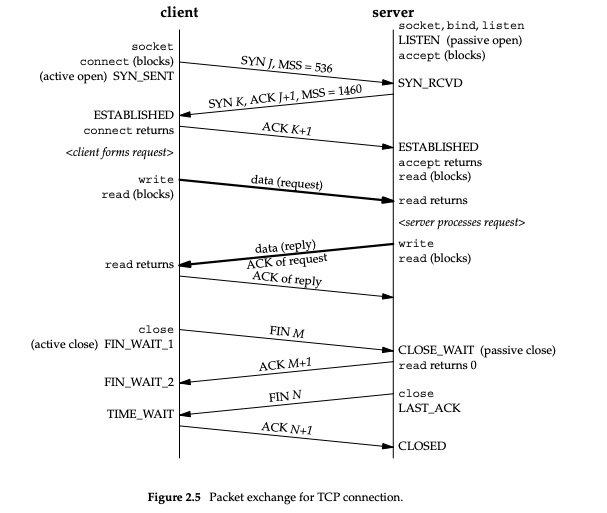 client
server
socket, bind, listen
LISTEN (passive open)
accept (blocks)
socket
connect (blocks)
(active open) SYN_SENT
SYN J, MSS = 536
SYN_RCVD
SYN K, ACK J+1, MSS = 1460
ESTABLISHED
connect returns
ACK K+1
ESTABLISHED
accept returns
read (blocks)
<client forms request>
write
read (blocks)
data (request)
read returns
<server processes request>
write
read (blocks)
data (reply)
ACK of request
read returns
ACK of reply
close
(active close) FIN_WAIT_1
FIN M
CLOSE_WAIT (passive close)
read returns 0
ACK M+1
FIN_WAIT_2
close
LAST_ACK
FIN N
TIME_WAIT
ACK N+1
CLOSED
Figure 2.5 Packet exchange for TCP connection.